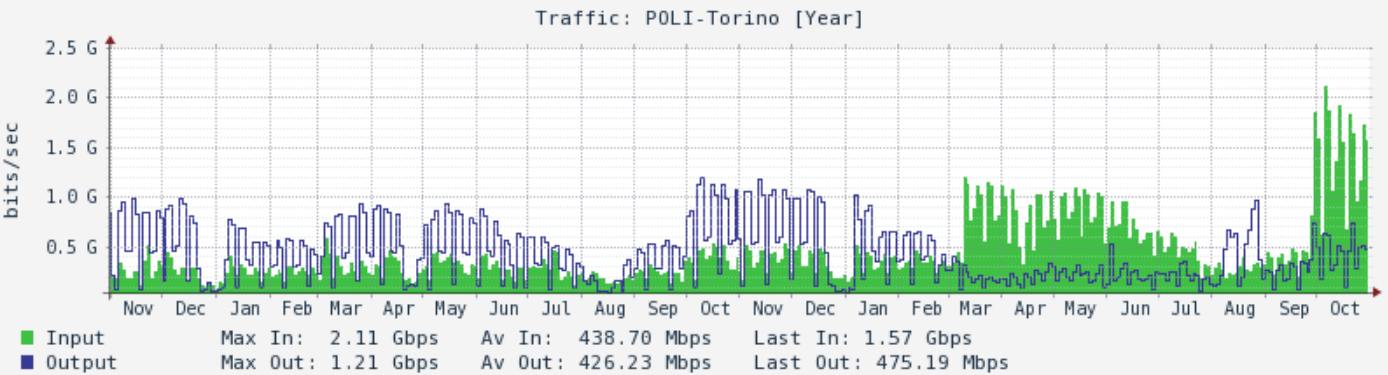 Traffic: POLI-Torino [Year]
bits/sec
2.5 G
2.0 G
1.5 G
1.0 G
0.5 G
Nov Dec Jan Feb Mar Apr May Jun Jul Aug Sep Oct Nov Dec Jan Feb Mar Apr May Jun Jul Aug Sep Oct
Input Max In: 2.11 Gbps Av In: 438.70 Mbps Last In: 1.57 Gbps
Output Max Out: 1.21 Gbps Av Out: 426.23 Mbps Last Out: 475.19 Mbps